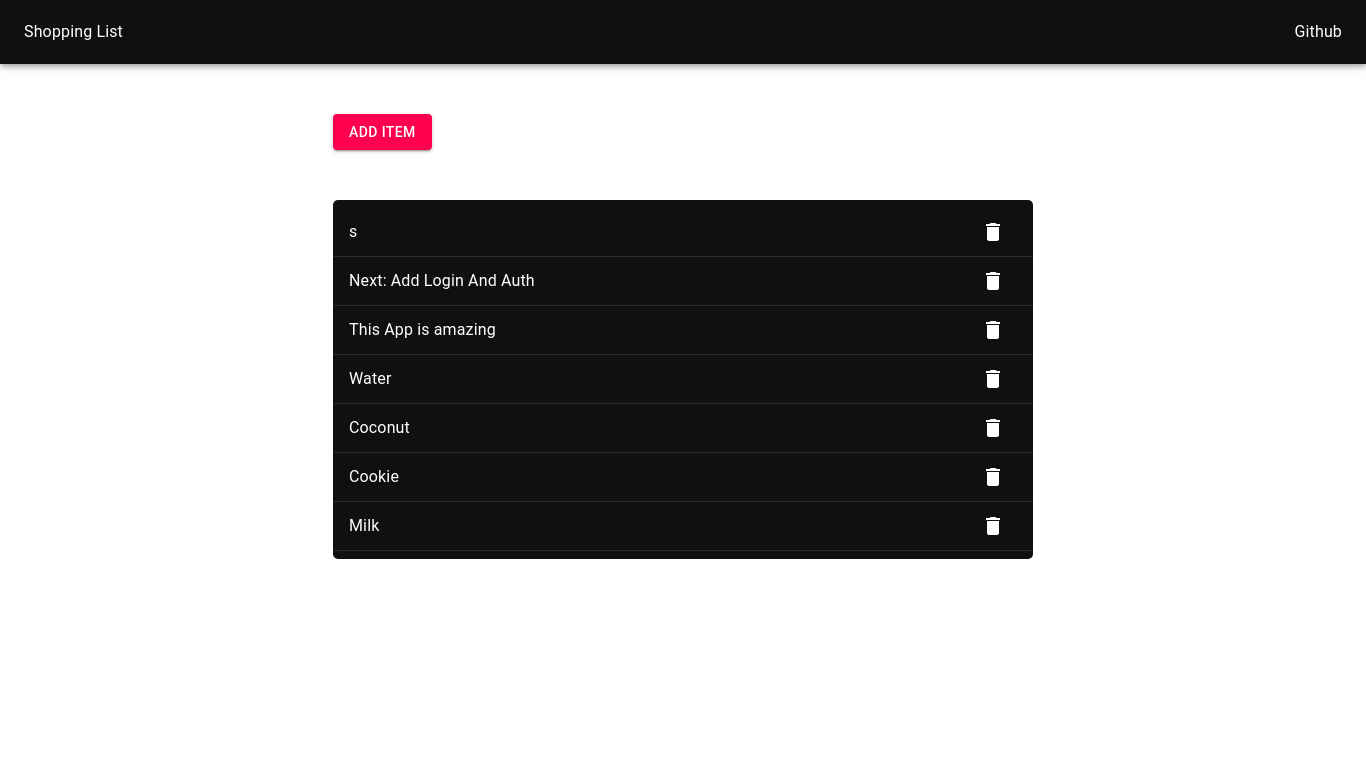 Shopping List
Github
ADD ITEM
s
Next: Add Login And Auth
This App is amazing
Water
Coconut
Cookie
Milk